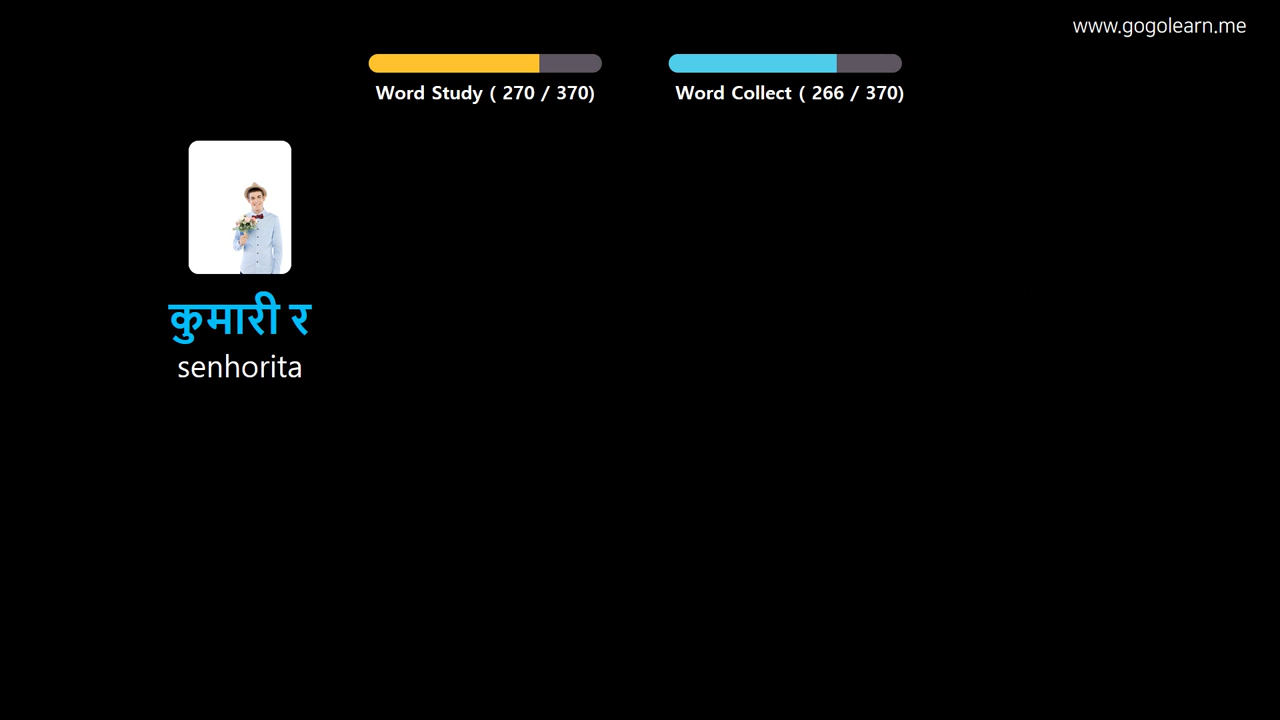 www.gogolearn.me
Word Study ( 270 / 370)
Word Collect ( 266 / 370)
कुमारी र
senhorita